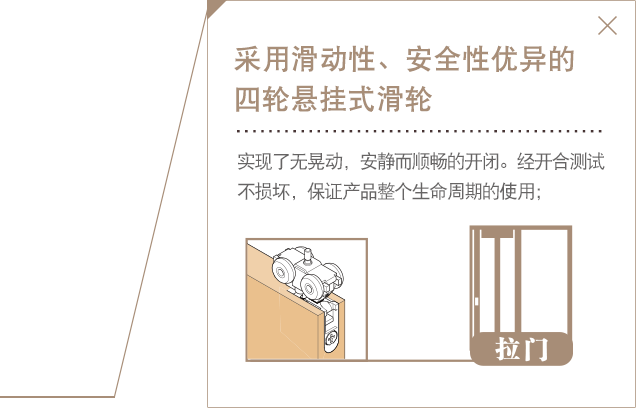 采用滑动性、安全性优异的
四轮悬挂式滑轮
实现了无晃动，安静而顺畅的开闭。经开合测试
不损坏，保证产品整个生命周期的使用；
拉门